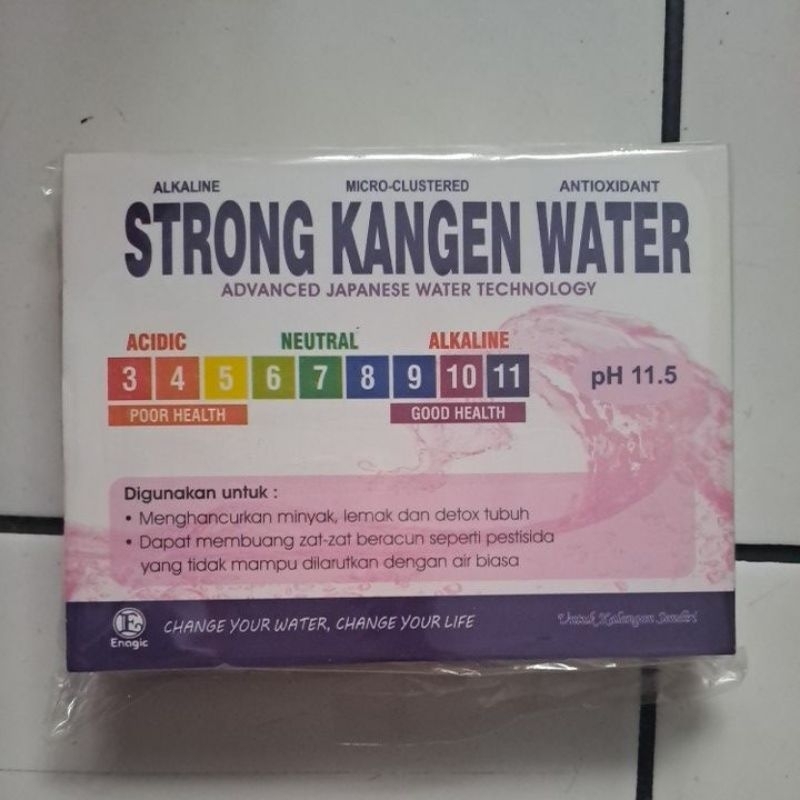 ALKALINE MICRO-CLUSTERED ANTIOXIDANT
STRONG KANGEN WATER
ADVANCED JAPANESE WATER TECHNOLOGY
ACIDIC NEUTRAL ALKALINE
3 4 5 6 7 8 9 10 11 pH 11.5
POOR HEALTH GOOD HEALTH
Digunakan untuk :
• Menghancurkan minyak, lemak dan detox tubuh
• Dapat membuang zat-zat beracun seperti pestisida
yang tidak mampu dilarutkan dengan air biasa
E
Enagic CHANGE YOUR WATER, CHANGE YOUR LIFE Untuk Kalangan Sendiri